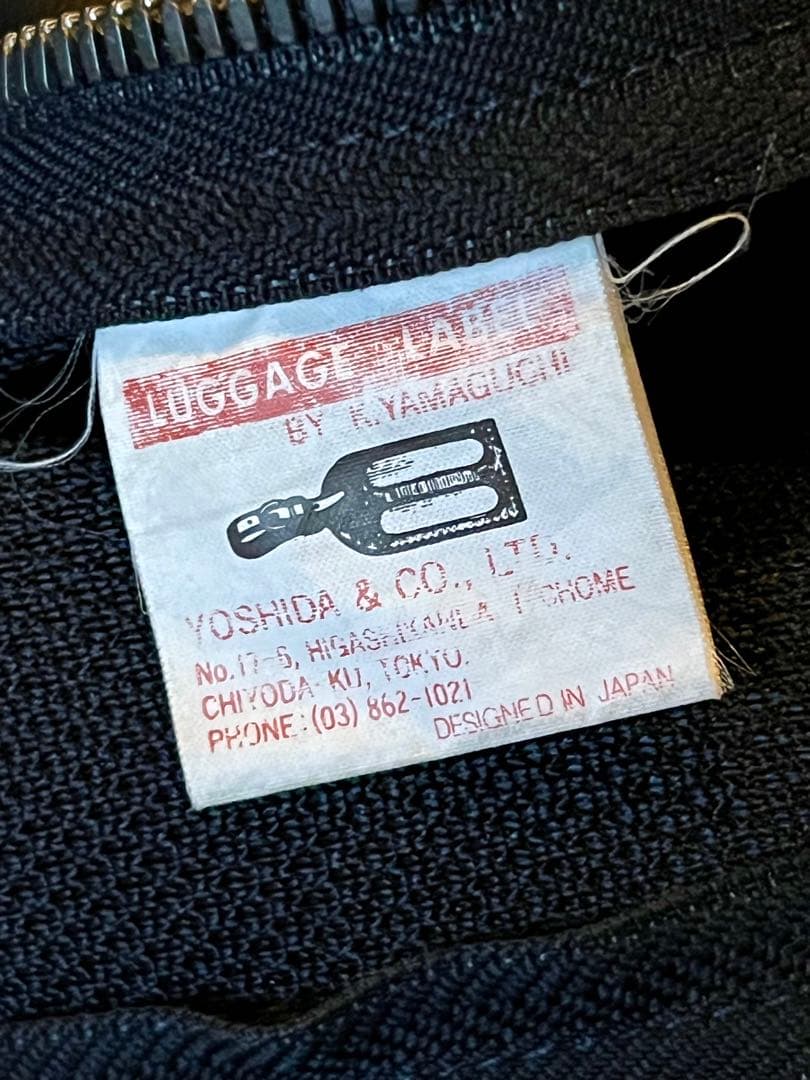 LUGGAGE LABEL
BY K.YAMAGUCHI
YOSHIDA & CO., LTD.
No.17-5, HIGASHIKANDA 1-CHOME
CHIYODA-KU, TOKYO.
PHONE:(03) 862-1021
DESIGNED IN JAPAN